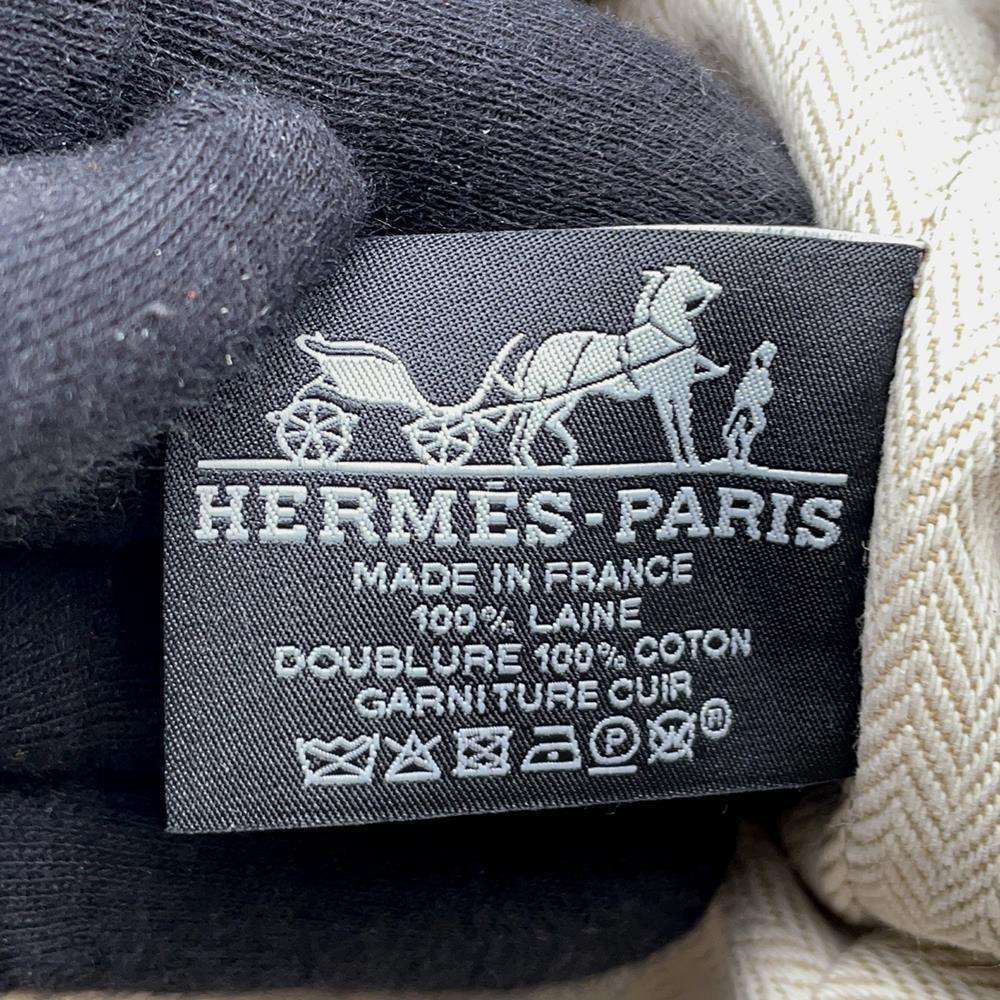 HERMÈS-PARIS
MADE IN FRANCE
100% LAINE
DOUBLURE 100% COTON
GARNITURE CUIR
P ®